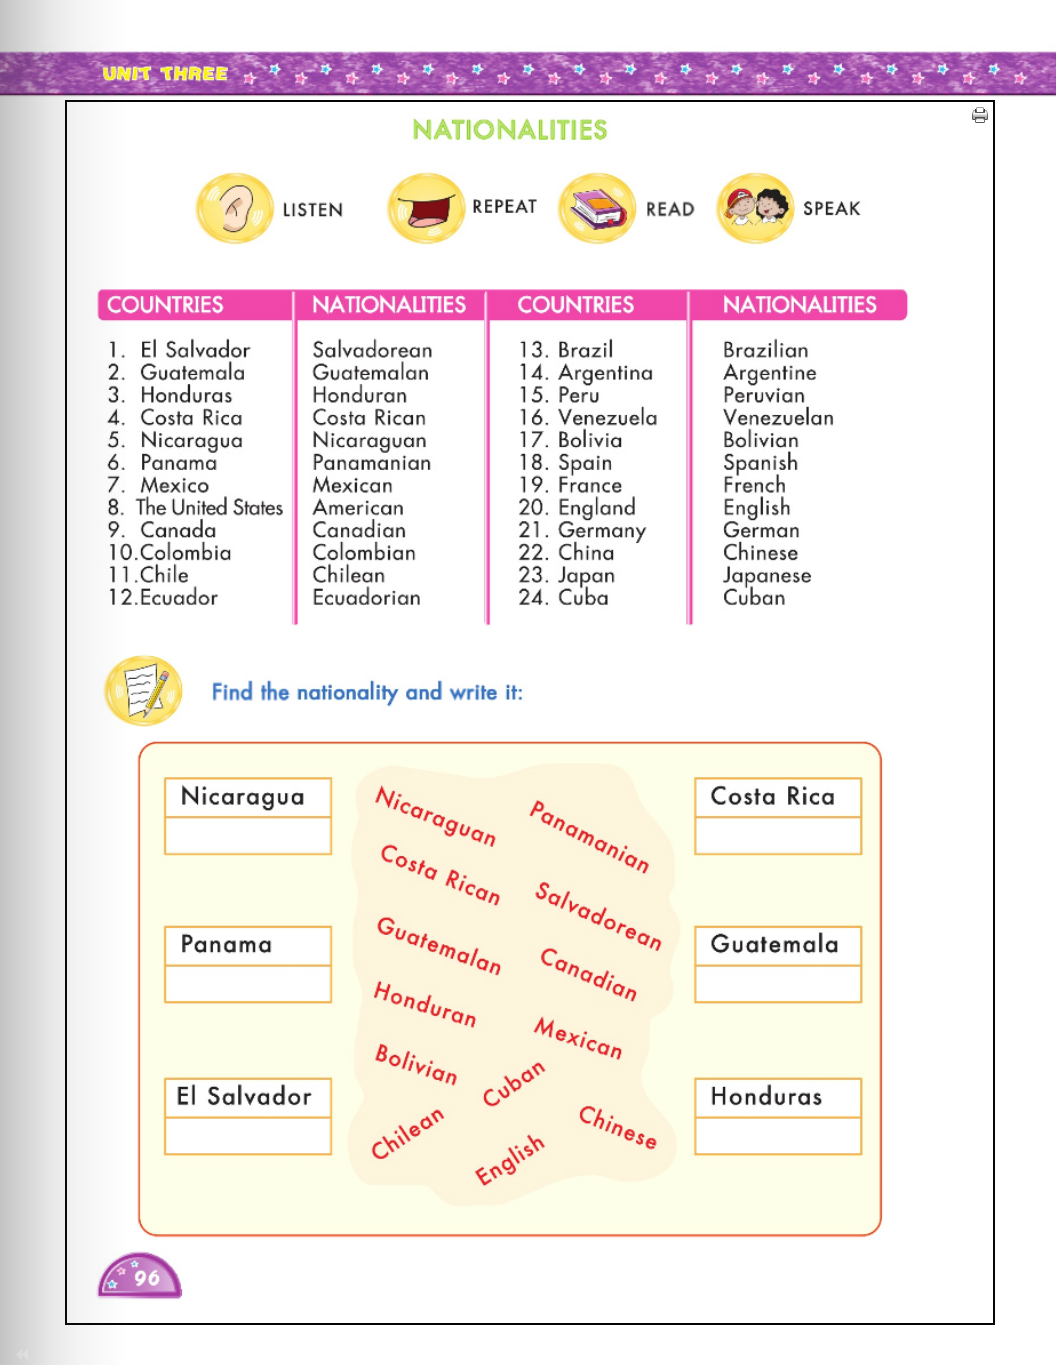 UNIT THREE
NATIONALITIES
LISTEN
REPEAT
READ
SPEAK
COUNTRIES NATIONALITIES COUNTRIES NATIONALITIES
1. El Salvador Salvadorean 13. Brazil Brazilian
2. Guatemala Guatemalan 14. Argentina Argentine
3. Honduras Honduran 15. Peru Peruvian
4. Costa Rica Costa Rican 16. Venezuela Venezuelan
5. Nicaragua Nicaraguan 17. Bolivia Bolivian
6. Panama Panamanian 18. Spain Spanish
7. Mexico Mexican 19. France French
8. The United States American 20. England English
9. Canada Canadian 21. Germany German
10.Colombia Colombian 22. China Chinese
11.Chile Chilean 23. Japan Japanese
12.Ecuador Ecuadorian 24. Cuba Cuban
Find the nationality and write it:
Nicaragua
Panama
El Salvador
Nicaraguan
Panamanian
Costa Rican
Salvadorean
Guatemalan
Canadian
Honduran
Mexican
Bolivian
Cuban
Chilean
Chinese
English
Costa Rica
Guatemala
Honduras
96